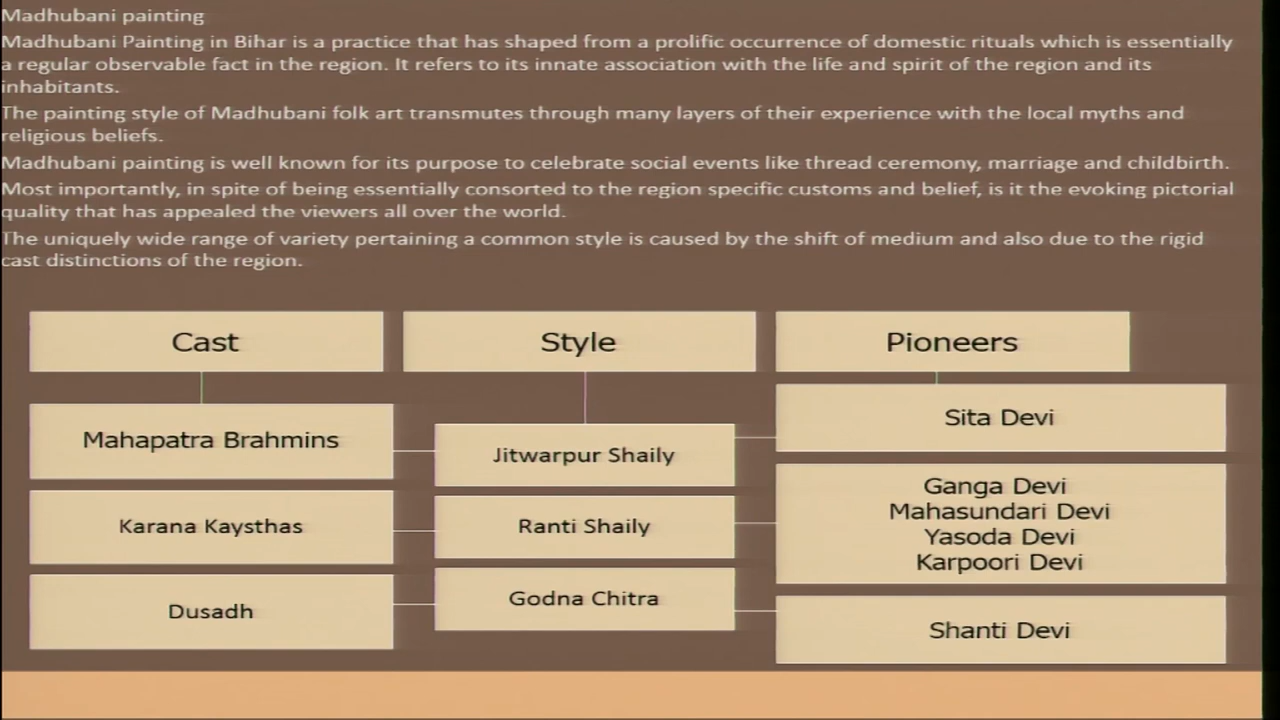 Madhubani painting
Madhubani Painting in Bihar is a practice that has shaped from a prolific occurrence of domestic rituals which is essentially
a regular observable fact in the region. It refers to its innate association with the life and spirit of the region and its
inhabitants.
The painting style of Madhubani folk art transmutes through many layers of their experience with the local myths and
religious beliefs.
Madhubani painting is well known for its purpose to celebrate social events like thread ceremony, marriage and childbirth.
Most importantly, in spite of being essentially consorted to the region specific customs and belief, is it the evoking pictorial
quality that has appealed the viewers all over the world.
The uniquely wide range of variety pertaining a common style is caused by the shift of medium and also due to the rigid
cast distinctions of the region.
Cast
Style
Pioneers
Mahapatra Brahmins
Jitwarpur Shaily
Sita Devi
Karana Kaysthas
Ranti Shaily
Ganga Devi
Mahasundari Devi
Yasoda Devi
Karpoori Devi
Dusadh
Godna Chitra
Shanti Devi